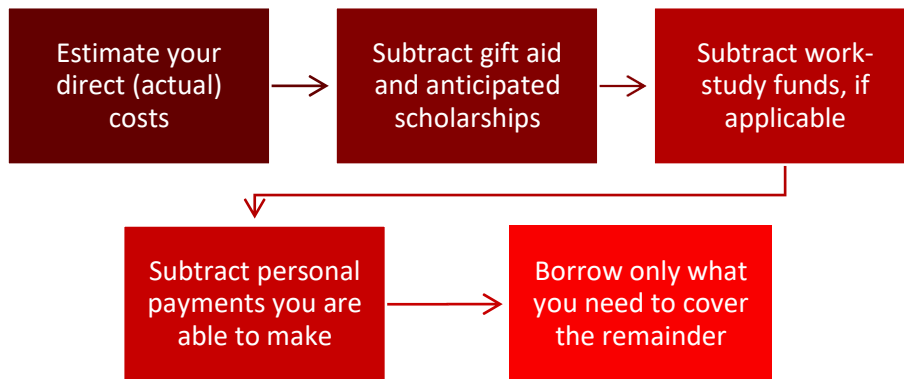 Estimate your
direct (actual)
costs
Subtract gift aid
and anticipated
scholarships
Subtract work-
study funds, if
applicable
Subtract personal
payments you are
able to make
Borrow only what
you need to cover
the remainder